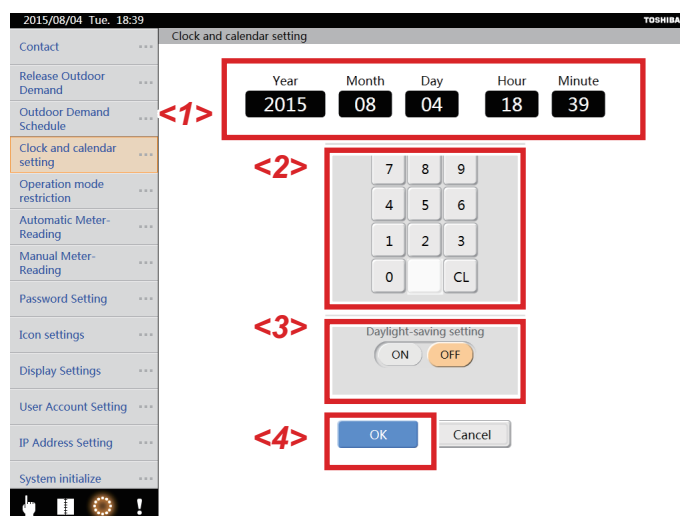 2015/08/04 Tue. 18:39
TOSHIBA
Contact
Release Outdoor
Demand
Outdoor Demand
Schedule
Clock and calendar
setting
Operation mode
restriction
Automatic Meter-
Reading
Manual Meter-
Reading
Password Setting
Icon settings
Display Settings
User Account Setting
IP Address Setting
System initialize
Clock and calendar setting
<1>
Year Month Day Hour Minute
2015 08 04 18 39
<2>
7 8 9
4 5 6
1 2 3
0 CL
<3>
Daylight-saving setting
ON OFF
<4>
OK Cancel